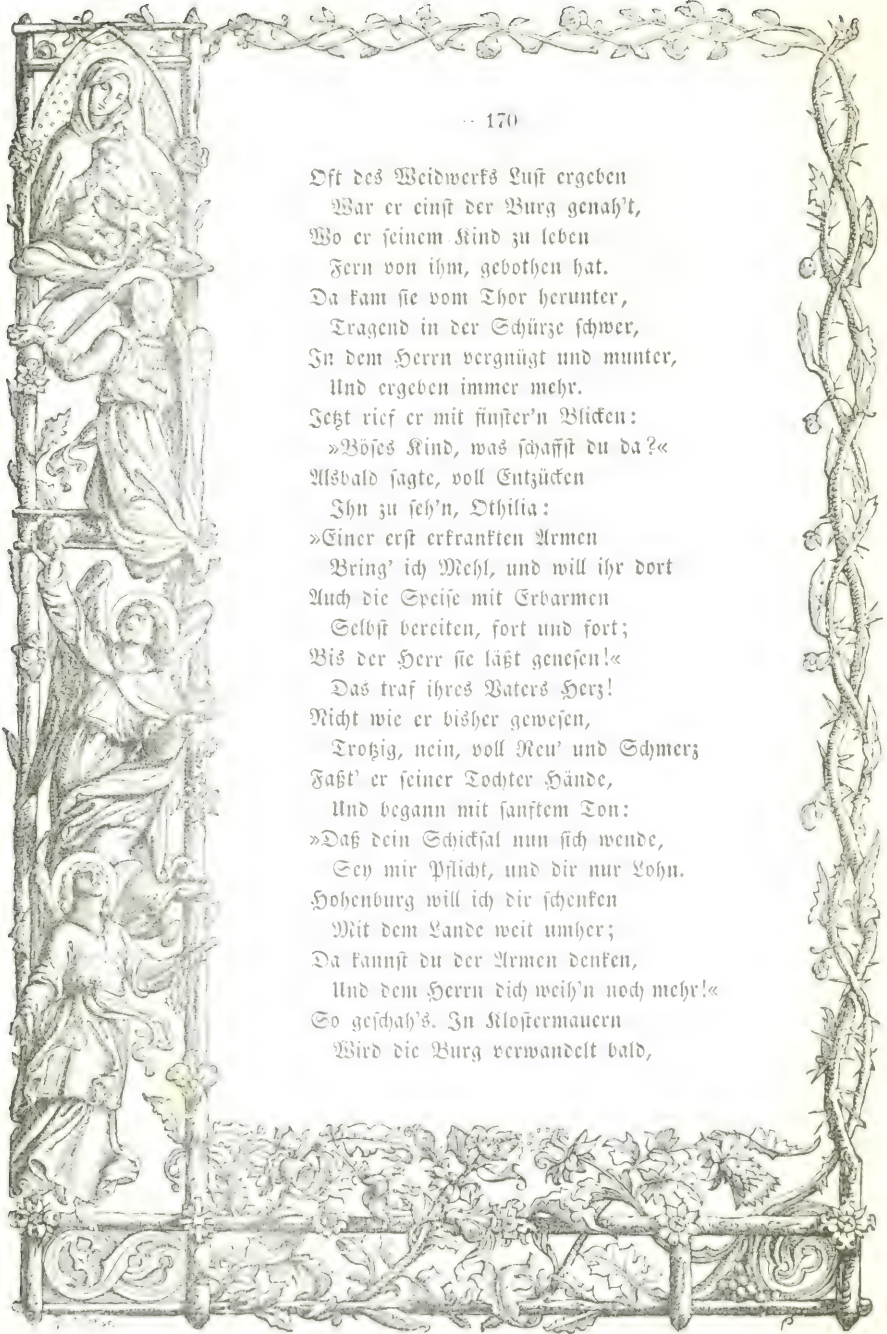 170
Oft des Weidwerks Lust ergeben
War er einst der Burg genah't,
Wo er seinem Kind zu leben
Fern von ihm, gebothen hat.
Da kam sie vom Thor herunter,
Tragend in der Schürze schwer,
In dem Herrn vergnügt und munter,
Und ergeben immer mehr.
Jetzt rief er mit finster'n Blicken:
»Böses Kind, was schaffst du da?«
Alsbald sagte, voll Entzücken
Ihn zu seh'n, Othilia:
»Einer erst erkrankten Armen
Bring' ich Mehl, und will ihr dort
Auch die Speise mit Erbarmen
Selbst bereiten, fort und fort;
Bis der Herr sie läßt genesen!«
Das traf ihres Vaters Herz!
Nicht wie er bisher gewesen,
Trotzig, nein, voll Reu' und Schmerz
Faßt' er seiner Tochter Hände,
Und begann mit sanftem Ton:
»Daß dein Schicksal nun sich wende,
Sey mir Pflicht, und dir nur Lohn.
Hohenburg will ich dir schenken
Mit dem Lande weit umher;
Da kannst du der Armen denken,
Und dem Herrn dich weih'n noch mehr!«
So geschah's. In Klostermauern
Wird die Burg verwandelt bald,